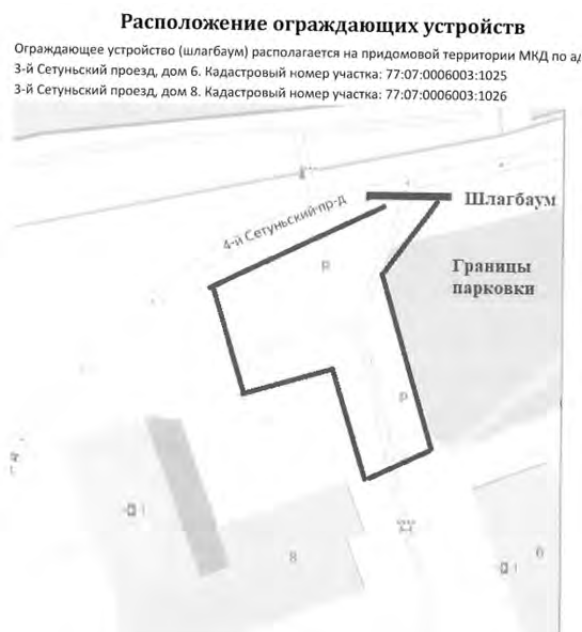 Расположение ограждающих устройств
Ограждающее устройство (шлагбаум) располагается на придомовой территории МКД по ад
3-й Сетуньский проезд, дом 6. Кадастровый номер участка: 77:07:0006003:1025
3-й Сетуньский проезд, дом 8. Кадастровый номер участка: 77:07:0006003:1026
Шлагбаум
4-й Сетуньский пр-д
Границы
парковки
P
P
8
6